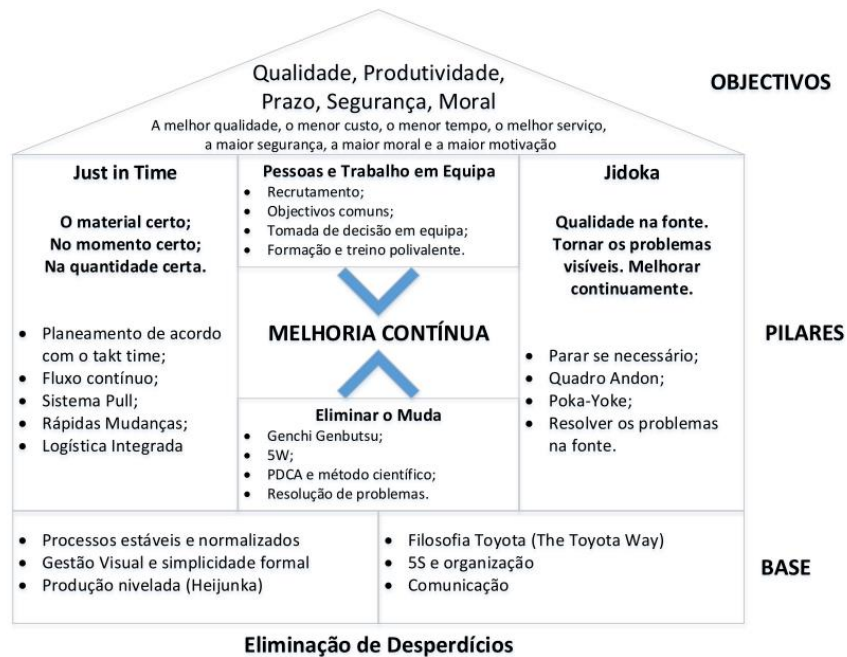 Qualidade, Produtividade,
Prazo, Segurança, Moral
A melhor qualidade, o menor custo, o menor tempo, o melhor serviço,
a maior segurança, a maior moral e a maior motivação
OBJECTIVOS
Just in Time
O material certo;
No momento certo;
Na quantidade certa.
• Planeamento de acordo
com o takt time;
• Fluxo contínuo;
• Sistema Pull;
• Rápidas Mudanças;
• Logística Integrada
Pessoas e Trabalho em Equipa
• Recrutamento;
• Objectivos comuns;
• Tomada de decisão em equipa;
• Formação e treino polivalente.
MELHORIA CONTÍNUA
Eliminar o Muda
• Genchi Genbutsu;
• 5W;
• PDCA e método científico;
• Resolução de problemas.
Jidoka
Qualidade na fonte.
Tornar os problemas
visíveis. Melhorar
continuamente.
• Parar se necessário;
• Quadro Andon;
• Poka-Yoke;
• Resolver os problemas
na fonte.
PILARES
• Processos estáveis e normalizados
• Gestão Visual e simplicidade formal
• Produção nivelada (Heijunka)
• Filosofia Toyota (The Toyota Way)
• 5S e organização
• Comunicação
BASE
Eliminação de Desperdícios